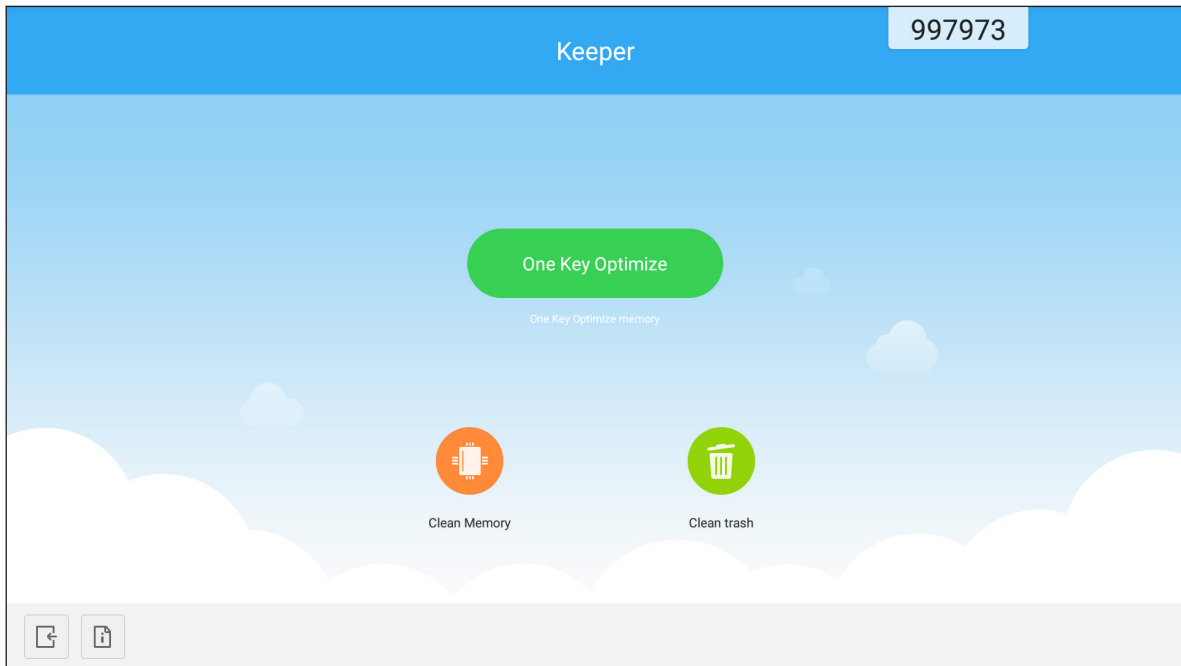 Keeper
997973
One Key Optimize
One Key Optimize memory
Clean Memory
Clean trash